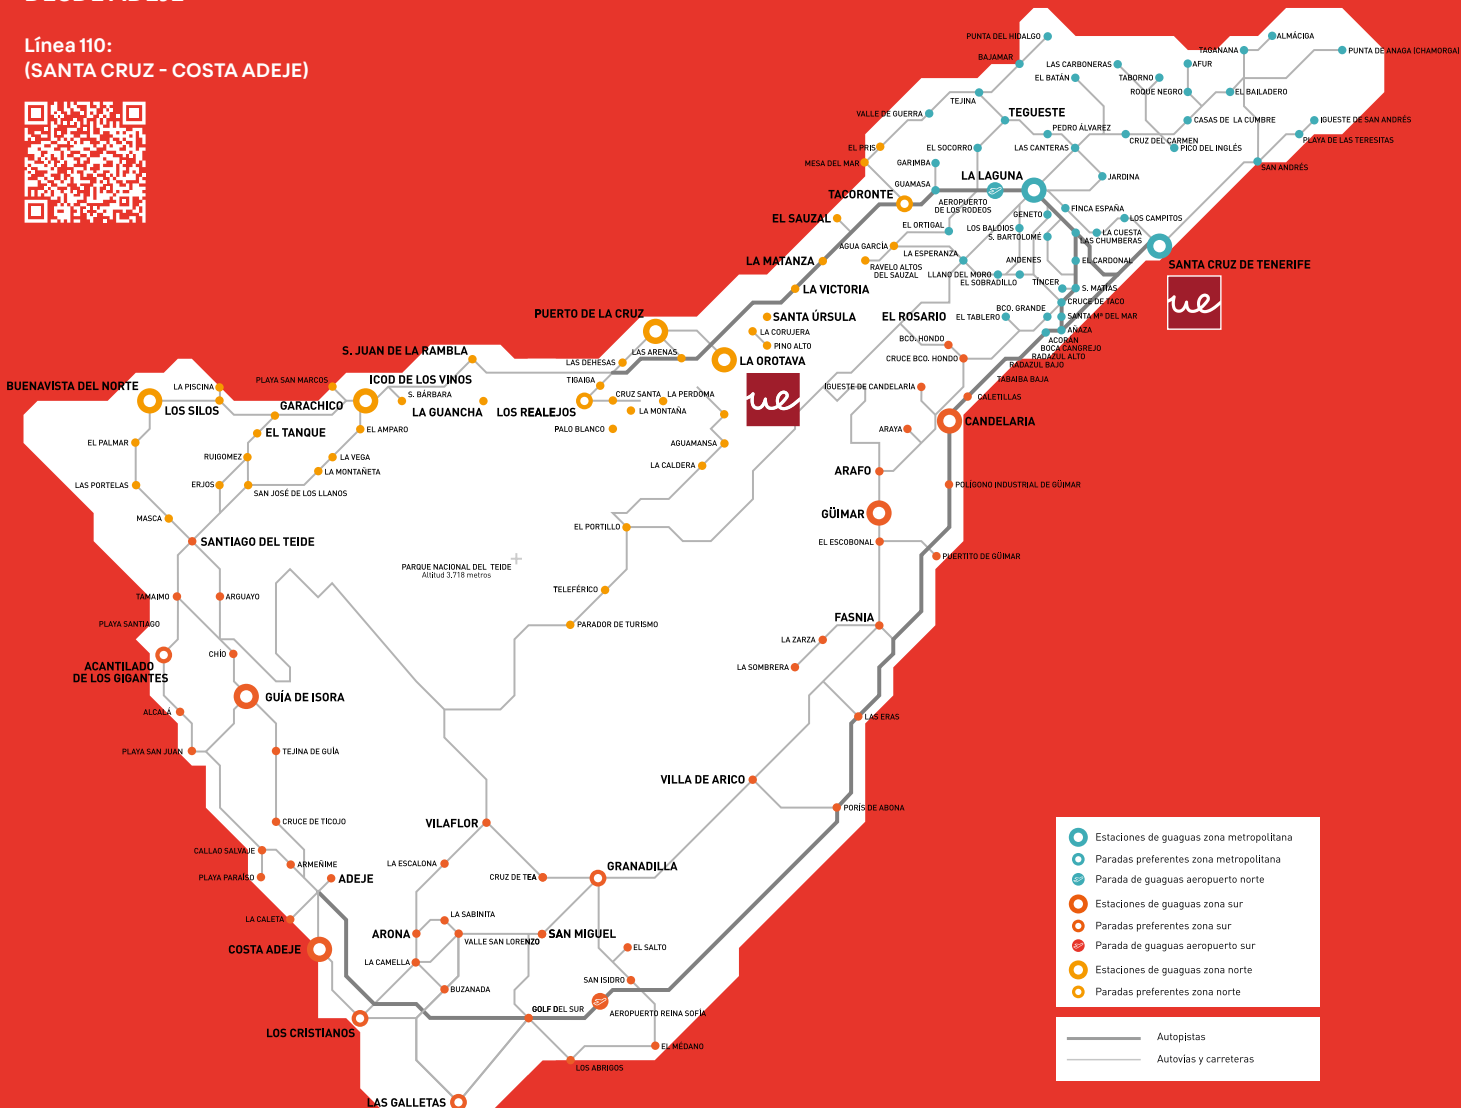 Línea 110:
(SANTA CRUZ - COSTA ADEJE)
PUNTA DEL HIDALGO
BAJAMAR
TEJINA
VALLE DE GUERRA
TEGUESTE
LAS CARBONERAS
EL BATÁN
TABORNO
AFUR
ROQUE NEGRO
TAGANANA
ALMÁCIGA
PUNTA DE ANAGA (CHAMORGA)
EL BAILADERO
CASAS DE LA CUMBRE
IGUESTE DE SAN ANDRÉS
PLAYA DE LAS TERESITAS
PEDRO ÁLVAREZ
CRUZ DEL CARMEN
PICO DEL INGLÉS
SAN ANDRÉS
EL PRIS
MESA DEL MAR
EL SOCORRO
LAS CANTERAS
GARIMBA
GUAMASA
LA LAGUNA
JARDINA
TACORONTE
AEROPUERTO
DE LOS RODEOS
GENETO
FINCA ESPAÑA
LOS CAMPITOS
EL SAUZAL
EL ORTIGAL
LOS BALDIOS
S. BARTOLOMÉ
LA CUESTA
LAS CHUMBERAS
AGUA GARCÍA
LA ESPERANZA
ANDENES
EL CARDONAL
SANTA CRUZ DE TENERIFE
LA MATANZA
RAVELO ALTOS
DEL SAUZAL
LLANO DEL MORO
EL SOBRADILLO
TÍNCER
S. MATÍAS
ue
LA VICTORIA
CRUCE DE TACO
BCO. GRANDE
SANTA Mª DEL MAR
EL TABLERO
AÑAZA
ACORÁN
BOCA CANGREJO
RADAZUL ALTO
RADAZUL BAJO
TABAIBA BAJA
PUERTO DE LA CRUZ
SANTA ÚRSULA
LA CORUJERA
PINO ALTO
EL ROSARIO
BCO. HONDO
CRUCE BCO. HONDO
S. JUAN DE LA RAMBLA
LAS DEHESAS
LAS ARENAS
LA OROTAVA
BUENAVISTA DEL NORTE
LA PISCINA
PLAYA SAN MARCOS
ICOD DE LOS VINOS
TIGAIGA
ue
IGUESTE DE CANDELARÍA
CALETILLAS
LOS SILOS
GARACHICO
S. BÁRBARA
LA GUANCHA
LOS REALEJOS
CRUZ SANTA
LA PERDOMA
LA MONTAÑA
CANDELARIA
EL PALMAR
EL TANQUE
EL AMPARO
PALO BLANCO
AGUAMANSA
ARAYA
RUIGOMEZ
LA VEGA
LA MONTAÑETA
LA CALDERA
ARAFO
LAS PORTELAS
ERJOS
SAN JOSÉ DE LOS LLANOS
POLÍGONO INDUSTRIAL DE GÜIMAR
MASCA
GÜIMAR
EL PORTILLO
SANTIAGO DEL TEIDE
EL ESCOBONAL
PUERTITO DE GÜIMAR
PARQUE NACIONAL DEL TEIDE
Altitud 3.718 metros
TELEFÉRICO
TAMAIMO
ARGUAYO
PLAYA SANTIAGO
PARADOR DE TURISMO
FASNIA
LA ZARZA
CHÍO
LA SOMBRERA
ACANTILADO
DE LOS GIGANTES
GUÍA DE ISORA
ALCALÁ
LAS ERAS
PLAYA SAN JUAN
TEJINA DE GUÍA
VILLA DE ARICO
PORÍS DE ABONA
CRUCE DE TICOJO
VILAFLOR
CALLAO SALVAJE
ARMEÑIME
LA ESCALONA
GRANADILLA
PLAYA PARAÍSO
ADEJE
CRUZ DE TEA
LA CALETA
LA SABINITA
ARONA
VALLE SAN LORENZO
SAN MIGUEL
COSTA ADEJE
EL SALTO
LA CAMELLA
SAN ISIDRO
BUZANADA
GOLF DEL SUR
AEROPUERTO REINA SOFÍA
LOS CRISTIANOS
EL MÉDANO
LOS ABRIGOS
LAS GALLETAS
Estaciones de guaguas zona metropolitana
Paradas preferentes zona metropolitana
Parada de guaguas aeropuerto norte
Estaciones de guaguas zona sur
Paradas preferentes zona sur
Parada de guaguas aeropuerto sur
Estaciones de guaguas zona norte
Paradas preferentes zona norte
Autopistas
Autovias y carreteras